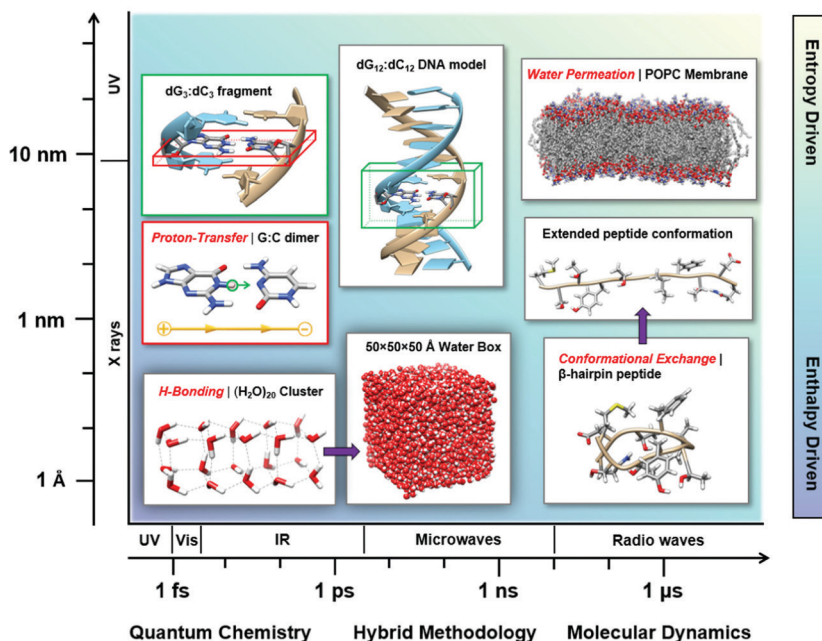 dG3:dC3 fragment
dG12:dC12 DNA model
Water Permeation | POPC Membrane
UV
10 nm
Proton-Transfer | G:C dimer
Extended peptide conformation
1 nm
X rays
H-Bonding | (H2O)20 Cluster
50×50×50 Å Water Box
Conformational Exchange |
β-hairpin peptide
1 Å
Entropy Driven
Enthalpy Driven
UV Vis IR Microwaves Radio waves
1 fs 1 ps 1 ns 1 µs
Quantum Chemistry Hybrid Methodology Molecular Dynamics